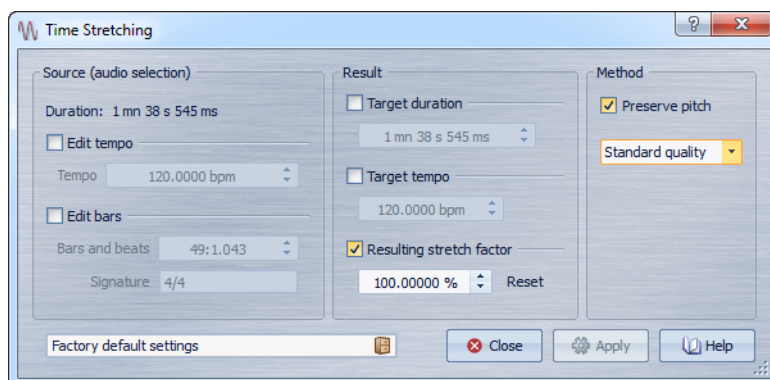 Time Stretching
Source (audio selection)
Duration: 1 mn 38 s 545 ms
Edit tempo
Tempo 120.0000 bpm
Edit bars
Bars and beats 49:1.043
Signature 4/4
Result
Target duration
1 mn 38 s 545 ms
Target tempo
120.0000 bpm
Resulting stretch factor
100.00000 % Reset
Method
Preserve pitch
Standard quality
Factory default settings
Close Apply Help